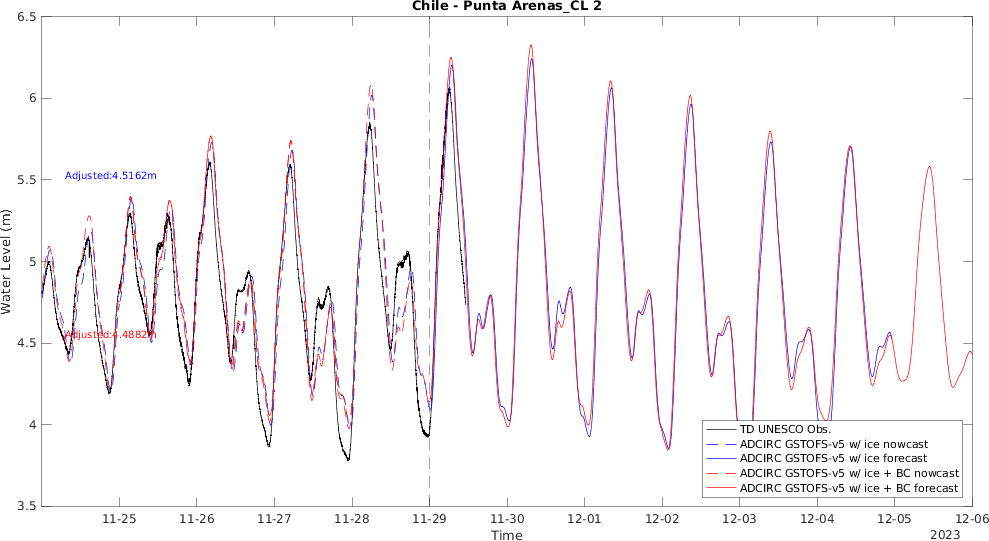 Chile - Punta Arenas_CL 2
6.5
6
5.5
5
4.5
4
3.5
Water Level (m)
Adjusted:4.5162m
Adjusted:4.4882m
TD UNESCO Obs.
ADCIRC GSTOFS-v5 w/ ice nowcast
ADCIRC GSTOFS-v5 w/ ice forecast
ADCIRC GSTOFS-v5 w/ ice + BC nowcast
ADCIRC GSTOFS-v5 w/ ice + BC forecast
11-25 11-26 11-27 11-28 11-29 11-30 12-01 12-02 12-03 12-04 12-05 12-06
Time
2023